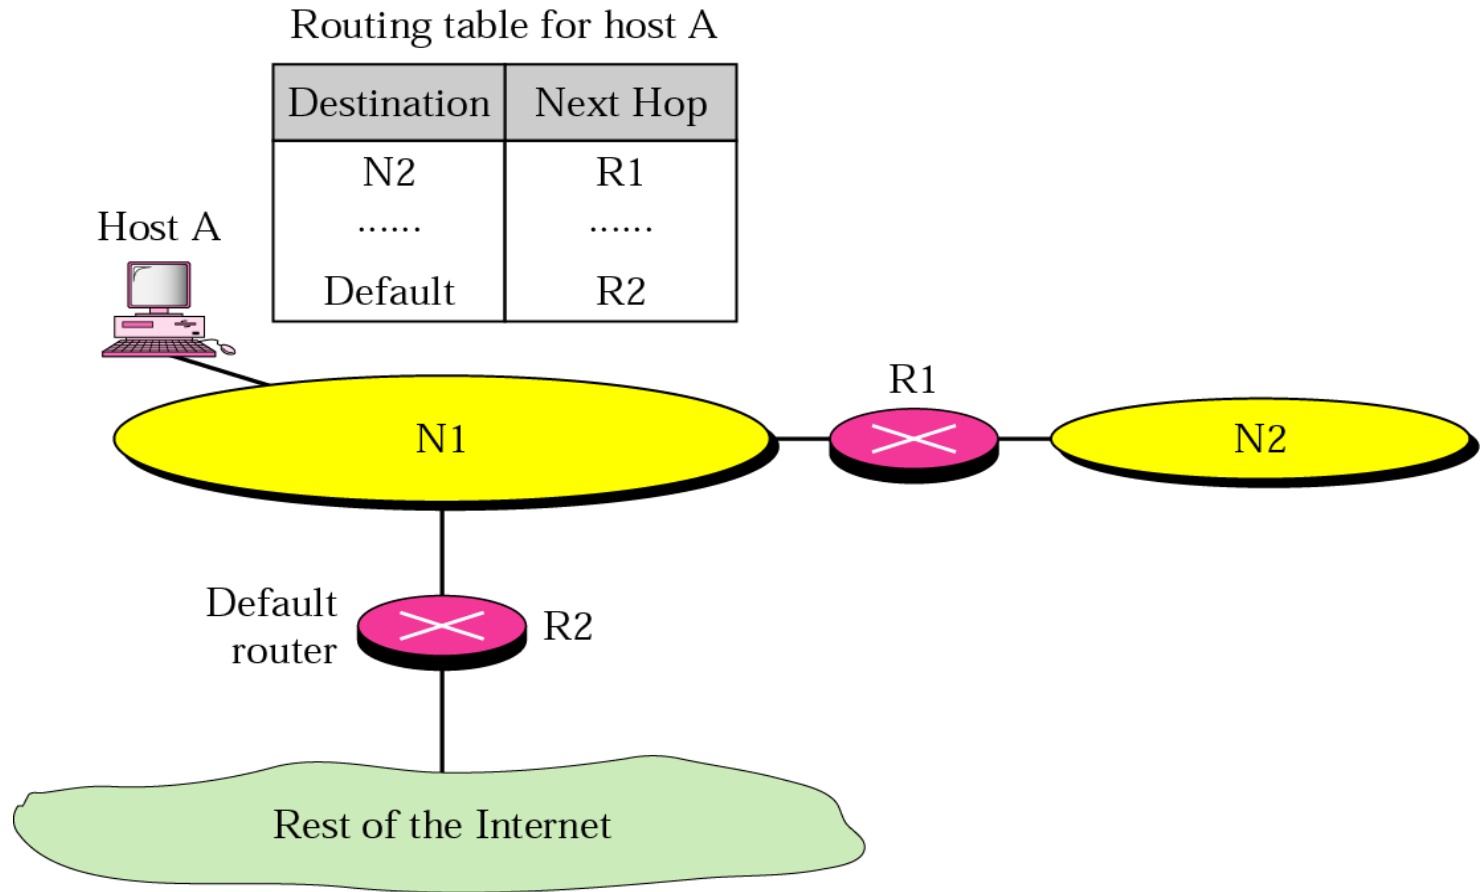 Routing table for host A
Destination Next Hop
N2 R1
...... ......
Default R2
Host A
R1
N1
N2
Default
router
R2
Rest of the Internet